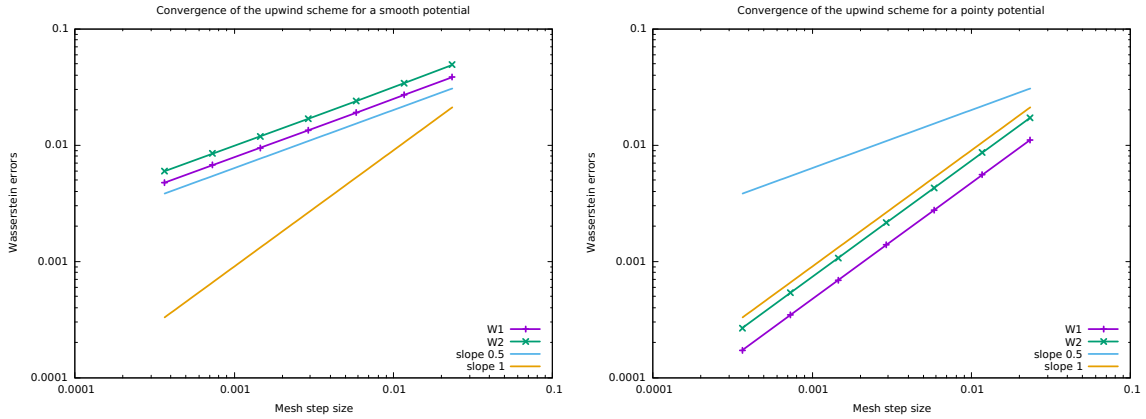 Convergence of the upwind scheme for a smooth potential
0.1
0.01
0.001
0.0001
Wasserstein errors
W1
W2
slope 0.5
slope 1
0.0001
0.001
0.01
0.1
Mesh step size
Convergence of the upwind scheme for a pointy potential
0.1
0.01
0.001
0.0001
Wasserstein errors
W1
W2
slope 0.5
slope 1
0.0001
0.001
0.01
0.1
Mesh step size